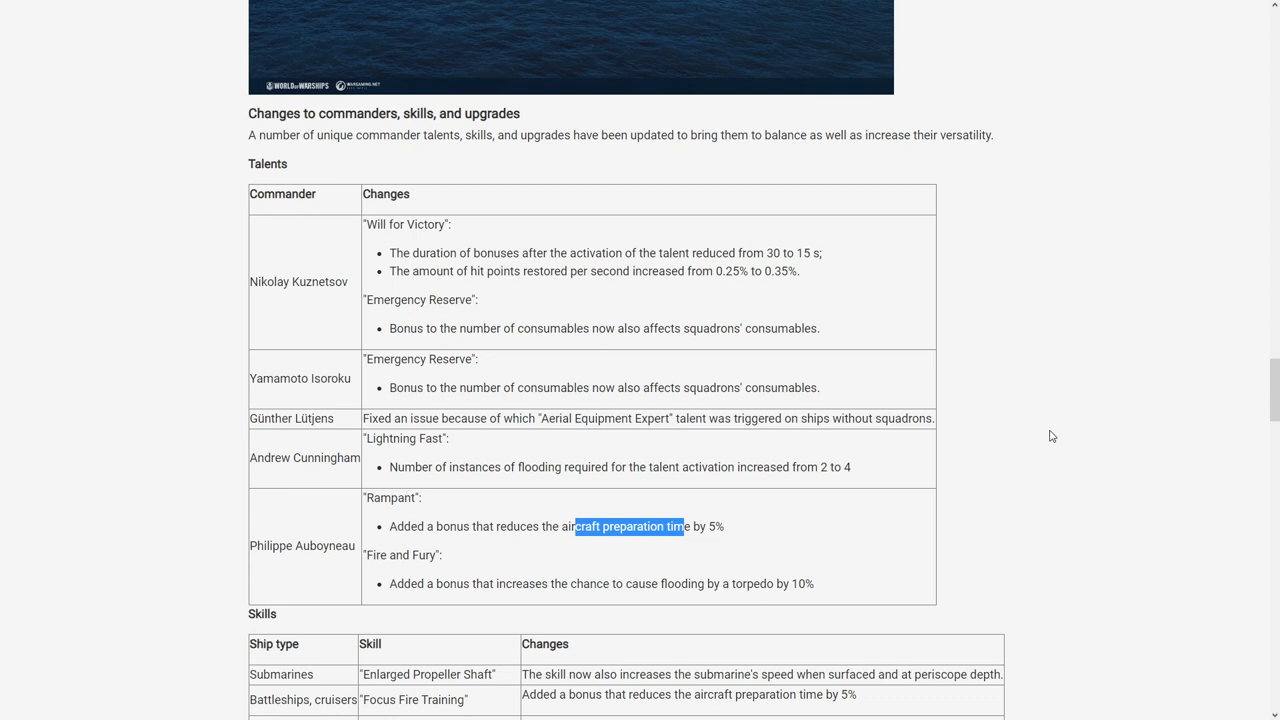 WORLD OF WARSHIPS WARGAMING.NET
Changes to commanders, skills, and upgrades
A number of unique commander talents, skills, and upgrades have been updated to bring them to balance as well as increase their versatility.
Talents
Commander Changes
Nikolay Kuznetsov
"Will for Victory":
• The duration of bonuses after the activation of the talent reduced from 30 to 15 s;
• The amount of hit points restored per second increased from 0.25% to 0.35%.
"Emergency Reserve":
• Bonus to the number of consumables now also affects squadrons' consumables.
Yamamoto Isoroku
"Emergency Reserve":
• Bonus to the number of consumables now also affects squadrons' consumables.
Günther Lütjens Fixed an issue because of which "Aerial Equipment Expert" talent was triggered on ships without squadrons.
Andrew Cunningham
"Lightning Fast":
• Number of instances of flooding required for the talent activation increased from 2 to 4
Philippe Auboyneau
"Rampant":
• Added a bonus that reduces the aircraft preparation time by 5%
"Fire and Fury":
• Added a bonus that increases the chance to cause flooding by a torpedo by 10%
Skills
Ship type Skill Changes
Submarines "Enlarged Propeller Shaft" The skill now also increases the submarine's speed when surfaced and at periscope depth.
Battleships, cruisers "Focus Fire Training" Added a bonus that reduces the aircraft preparation time by 5%